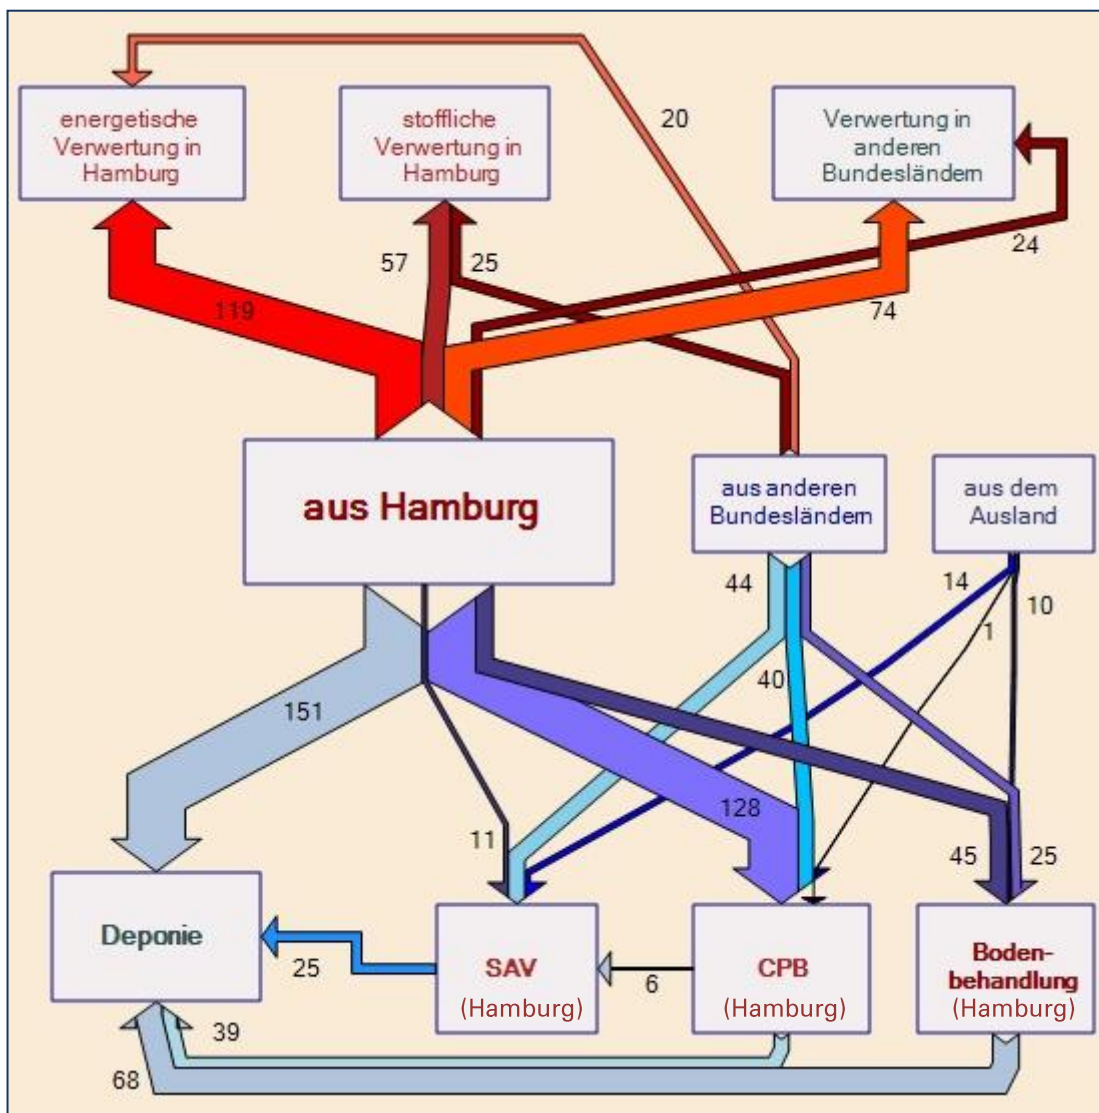 20
energetische
Verwertung in
Hamburg
stoffliche
Verwertung in
Hamburg
Verwertung in
anderen
Bundesländern
57
25
24
119
74
aus Hamburg
aus anderen
Bundesländern
aus dem
Ausland
44
14
10
1
40
151
128
11
45
25
Deponie
SAV
(Hamburg)
CPB
(Hamburg)
Boden-
behandlung
(Hamburg)
25
6
39
68